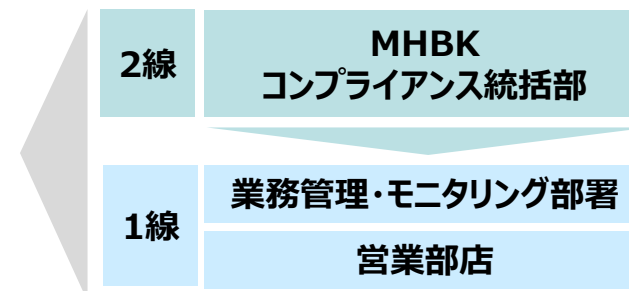 2線
MHBK
コンプライアンス統括部
1線
業務管理・モニタリング部署
営業部店